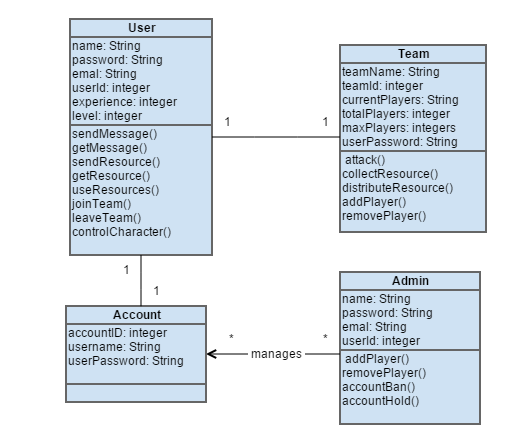 User
name: String
password: String
emal: String
userId: integer
experience: integer
level: integer
sendMessage()
getMessage()
sendResource()
getResource()
useResources()
joinTeam()
leaveTeam()
controlCharacter()
1
1
Team
teamName: String
teamId: integer
currentPlayers: String
totalPlayers: integer
maxPlayers: integers
userPassword: String
attack()
collectResource()
distributeResource()
addPlayer()
removePlayer()
1
1
Account
accountID: integer
username: String
userPassword: String
*
manages
*
Admin
name: String
password: String
emal: String
userId: integer
addPlayer()
removePlayer()
accountBan()
accountHold()